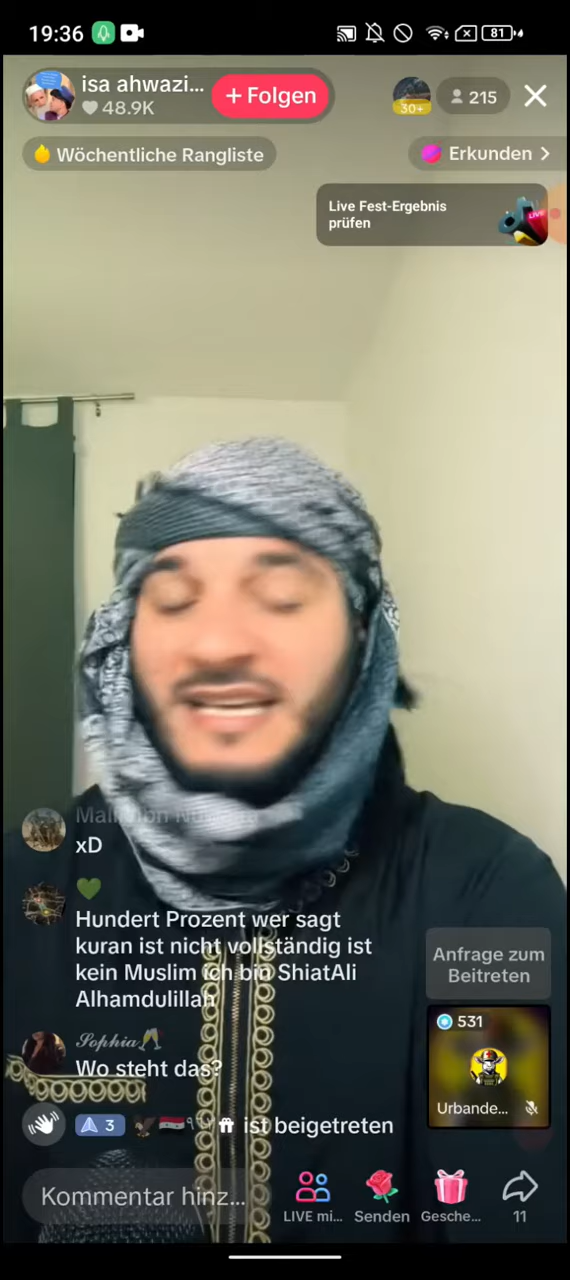 19:36
81
isa ahwazi...
48.9K
+ Folgen
30+
215
Wöchentliche Rangliste
Erkunden >
Live Fest-Ergebnis
prüfen
LIVE
xD
Hundert Prozent wer sagt
kuran ist nicht vollständig ist
kein Muslim ich bin ShiatAli
Alhamdulillah
Anfrage zum
Beitreten
Sophia
Wo steht das?
531
Urbande...
3
ist beigetreten
Kommentar hinz...
LIVE mi...
Senden
Gesche...
11